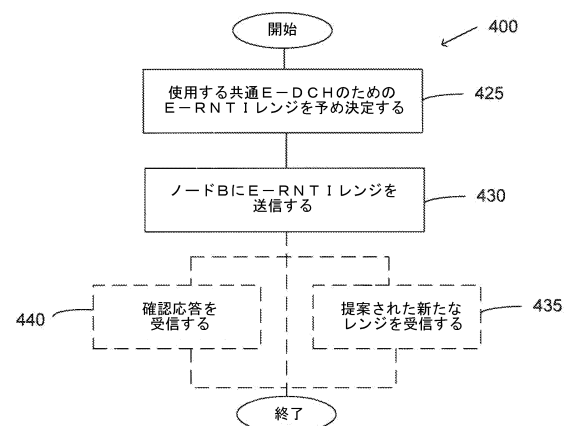 開始
400
使用する共通E－DCHのための
E－RNTIレンジを予め決定する
425
ノードBにE－RNTIレンジを
送信する
430
確認応答を
受信する
440
提案された新たな
レンジを受信する
435
終了